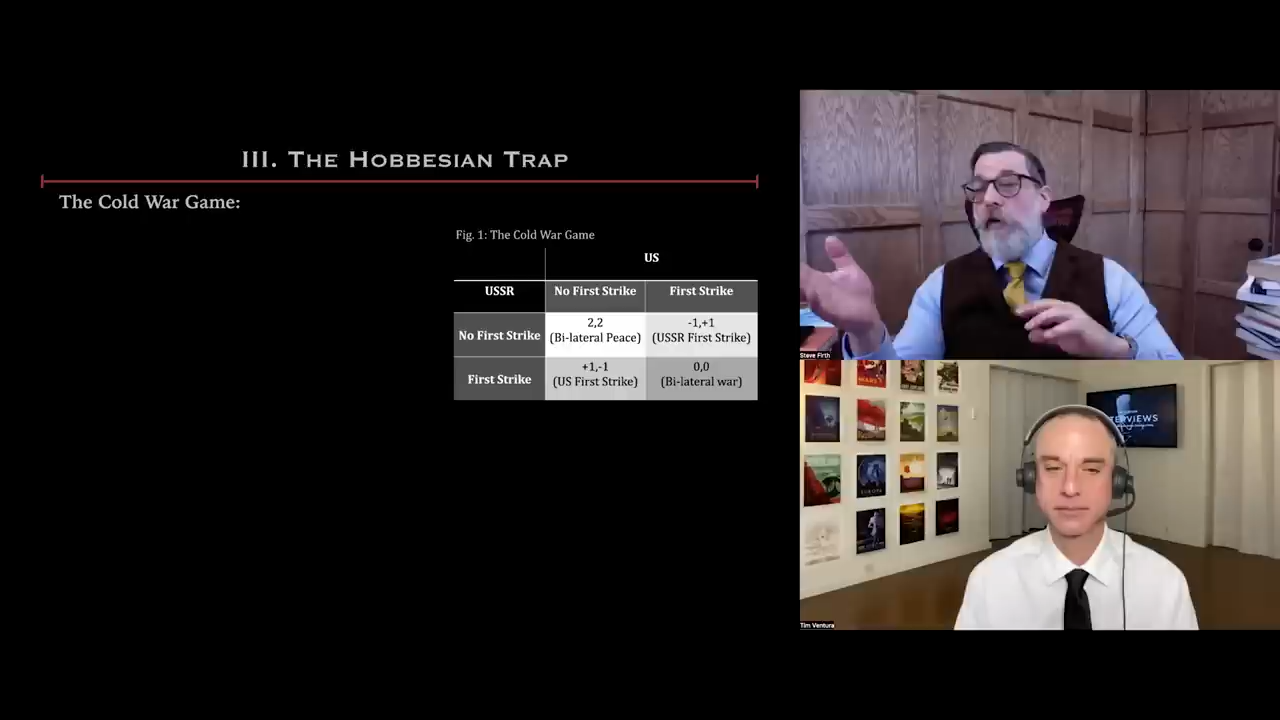 III. The Hobbesian Trap
The Cold War Game:
Fig. 1: The Cold War Game
US
USSR No First Strike First Strike
No First Strike 2,2 (Bi-lateral Peace) -1,+1 (USSR First Strike)
First Strike +1,-1 (US First Strike) 0,0 (Bi-lateral war)
Steve Firth
MARS
EUROPA
Tim Ventura